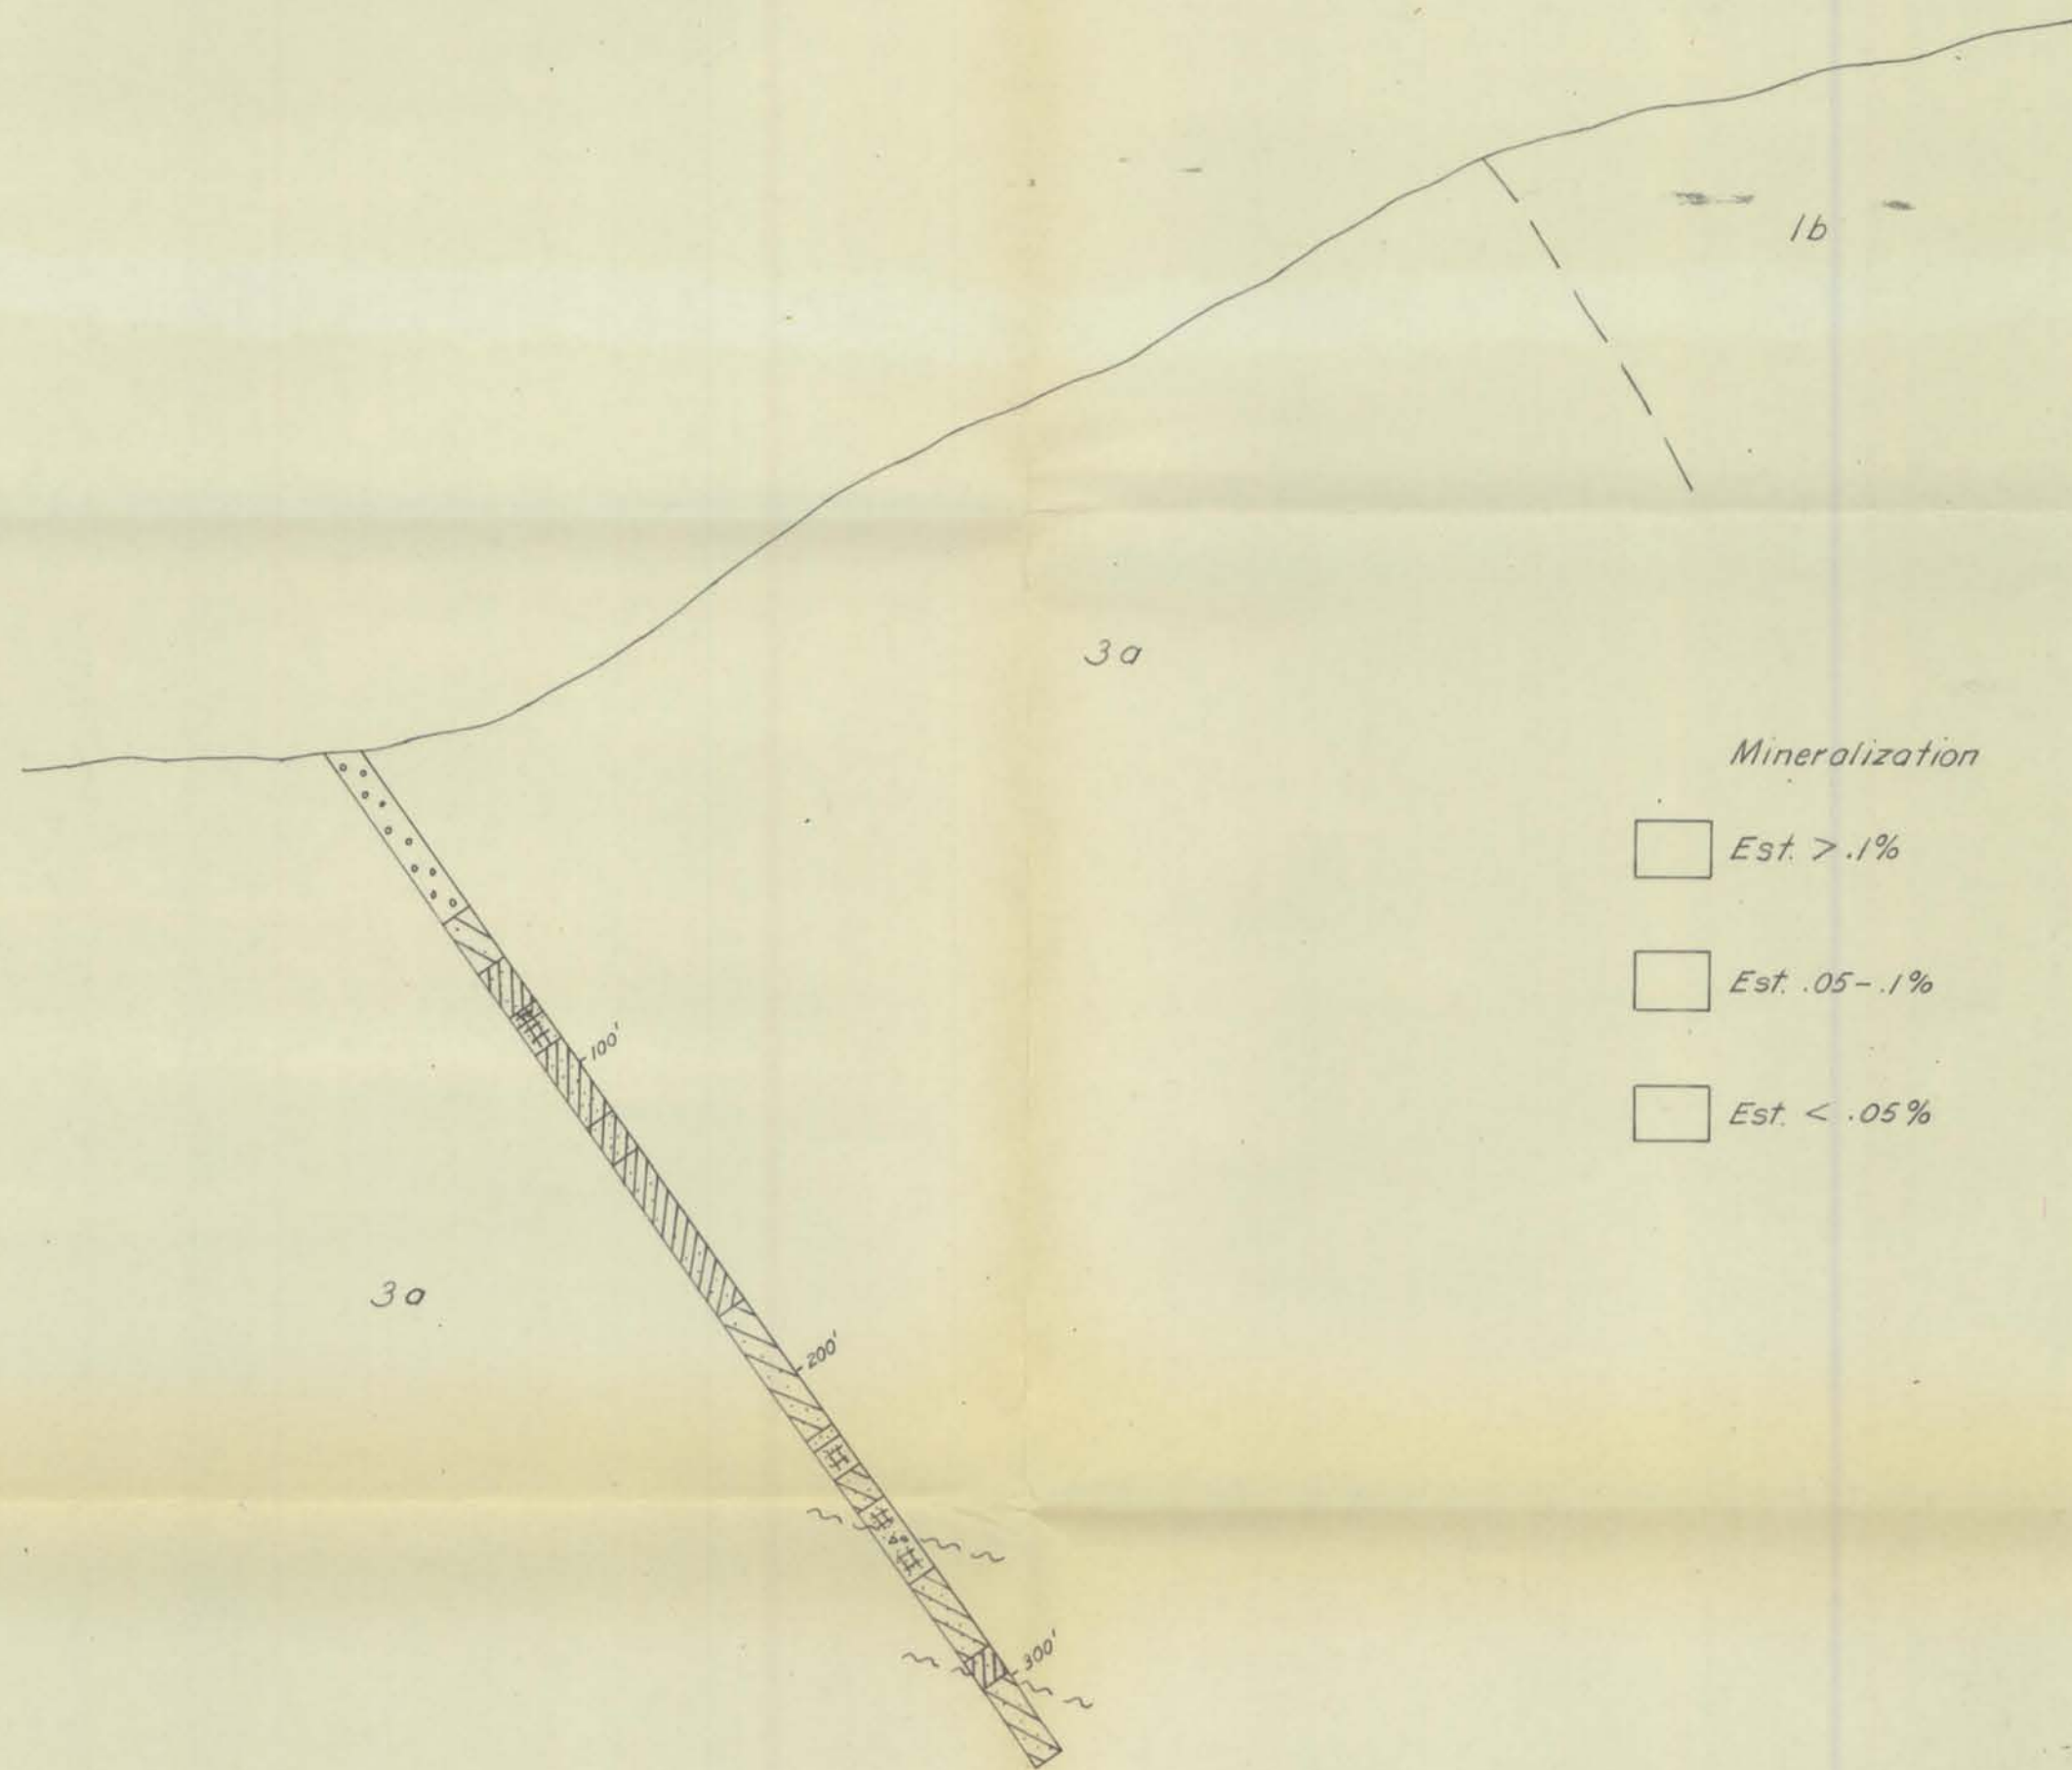 1b
3a
Mineralization
Est. > .1%
Est. .05-.1%
100'
Est. < .05%
3a
200'
300'